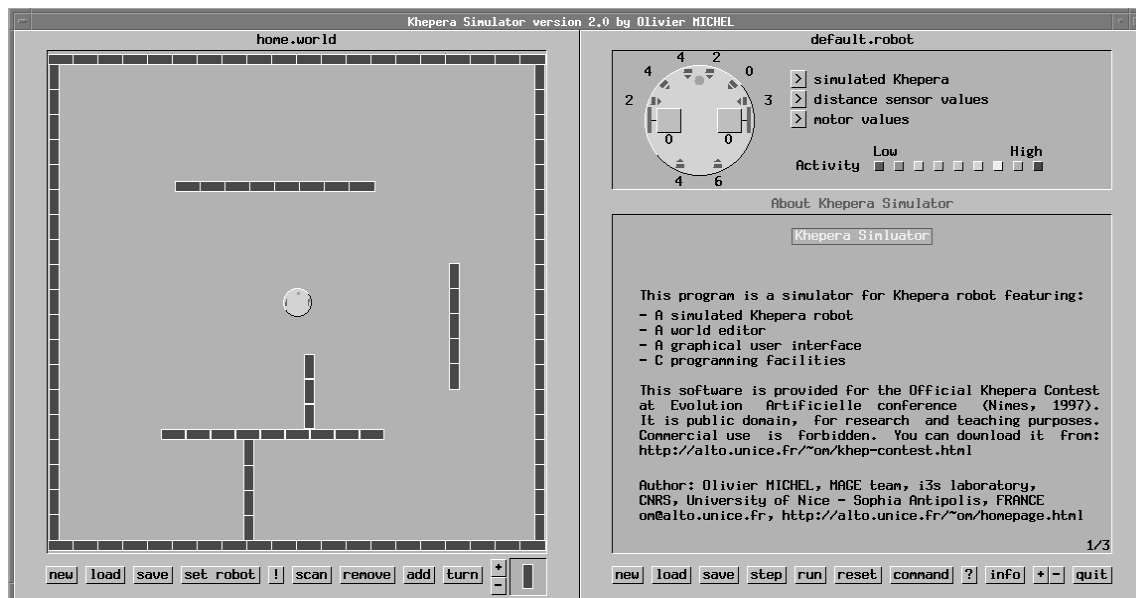 Khepera Simulator version 2.0 by Olivier MICHEL
home.world
new load save set robot ! scan remove add turn + -
default.robot
4 2
4 0
2 3
0 0
4 6
> simulated Khepera
> distance sensor values
> motor values
Low High
Activity
About Khepera Simulator
Khepera Simluator
This program is a simulator for Khepera robot featuring:
- A simulated Khepera robot
- A world editor
- A graphical user interface
- C programming facilities
This software is provided for the Official Khepera Contest
at Evolution Artificielle conference (Nimes, 1997).
It is public domain, for research and teaching purposes.
Commercial use is forbidden. You can download it from:
http://alto.unice.fr/~om/khep-contest.html
Author: Olivier MICHEL, MAGE team, i3s laboratory,
CNRS, University of Nice - Sophia Antipolis, FRANCE
om@alto.unice.fr, http://alto.unice.fr/~om/homepage.html
1/3
new load save step run reset command ? info + - quit